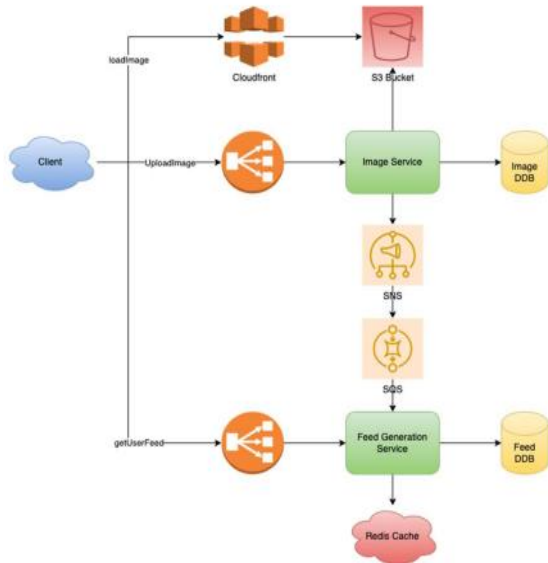 loadImage
Cloudfront
S3 Bucket
Client
UploadImage
Image Service
Image
DDB
SNS
SQS
getUserFeed
Feed Generation
Service
Feed
DDB
Redis Cache